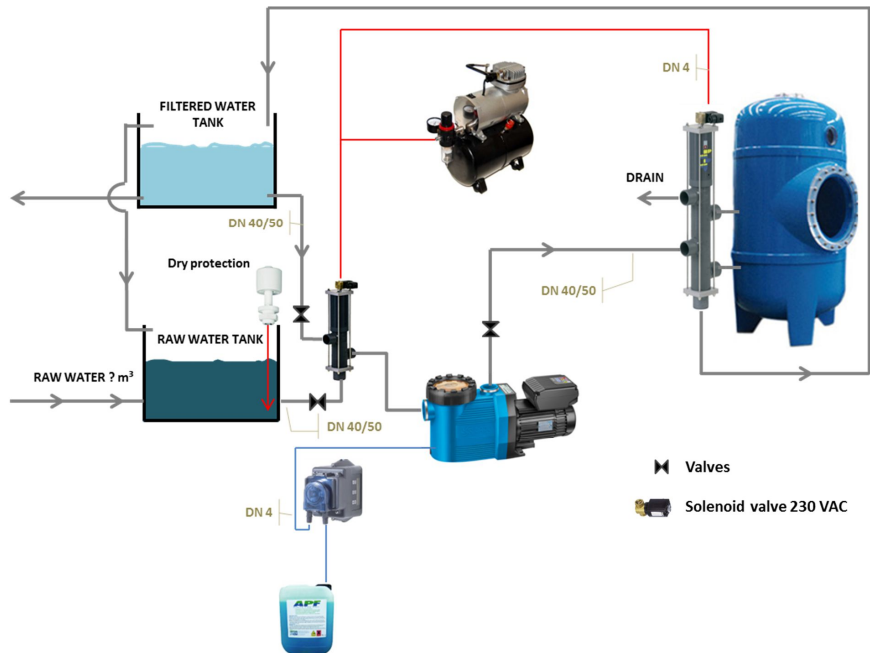 DN 4
FILTERED WATER
TANK
DRAIN
DN 40/50
Dry protection
DN 40/50
RAW WATER TANK
RAW WATER ? m³
DN 40/50
Valves
DN 4
Solenoid valve 230 VAC
APF